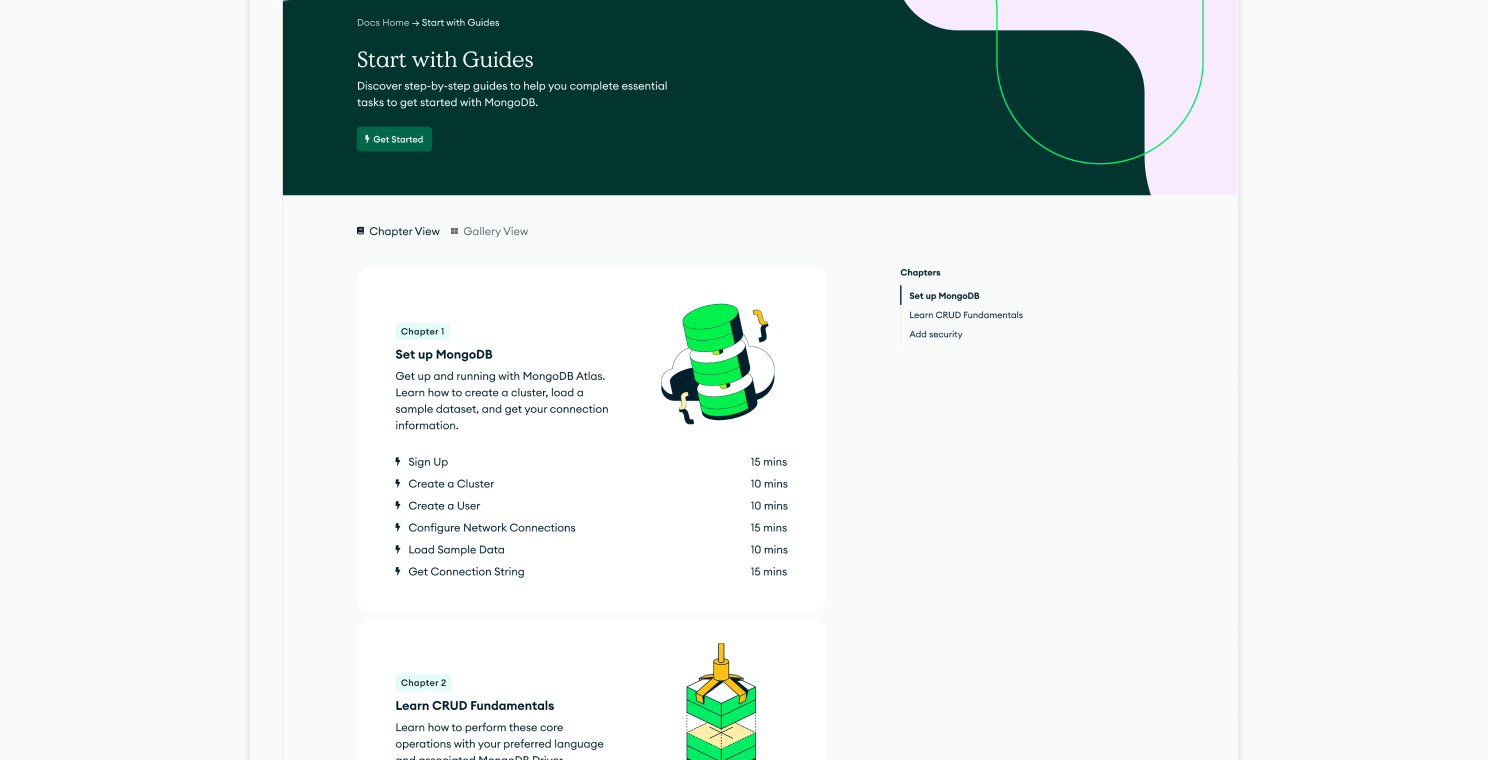 Docs Home → Start with Guides
Start with Guides
Discover step-by-step guides to help you complete essential
tasks to get started with MongoDB.
Get Started
Chapter View
Gallery View
Chapter 1
Set up MongoDB
Get up and running with MongoDB Atlas.
Learn how to create a cluster, load a
sample dataset, and get your connection
information.
Sign Up 15 mins
Create a Cluster 10 mins
Create a User 10 mins
Configure Network Connections 15 mins
Load Sample Data 10 mins
Get Connection String 15 mins
Chapter 2
Learn CRUD Fundamentals
Learn how to perform these core
operations with your preferred language
and associated MongoDB Driver.
Chapters
Set up MongoDB
Learn CRUD Fundamentals
Add security